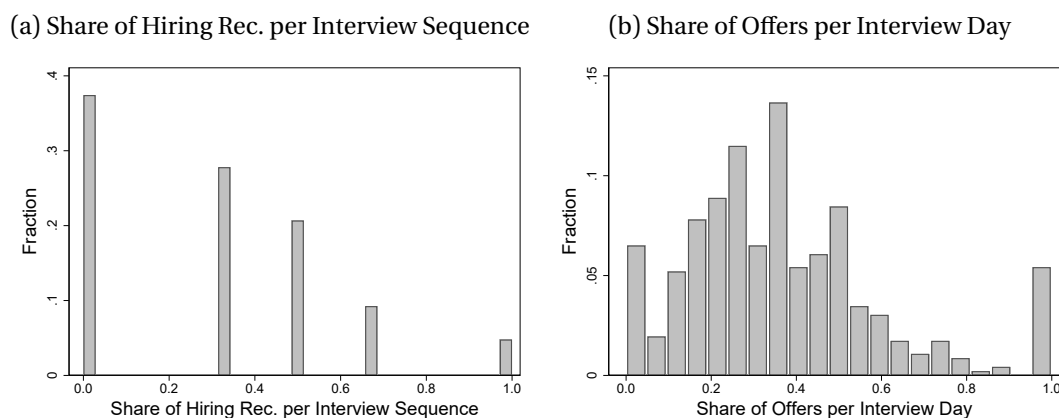 (a) Share of Hiring Rec. per Interview Sequence
(b) Share of Offers per Interview Day
.4
.3
.2
.1
0
Fraction
0.0 0.2 0.4 0.6 0.8 1.0
Share of Hiring Rec. per Interview Sequence
.15
.1
.05
0
Fraction
0.0 0.2 0.4 0.6 0.8 1.0
Share of Offers per Interview Day